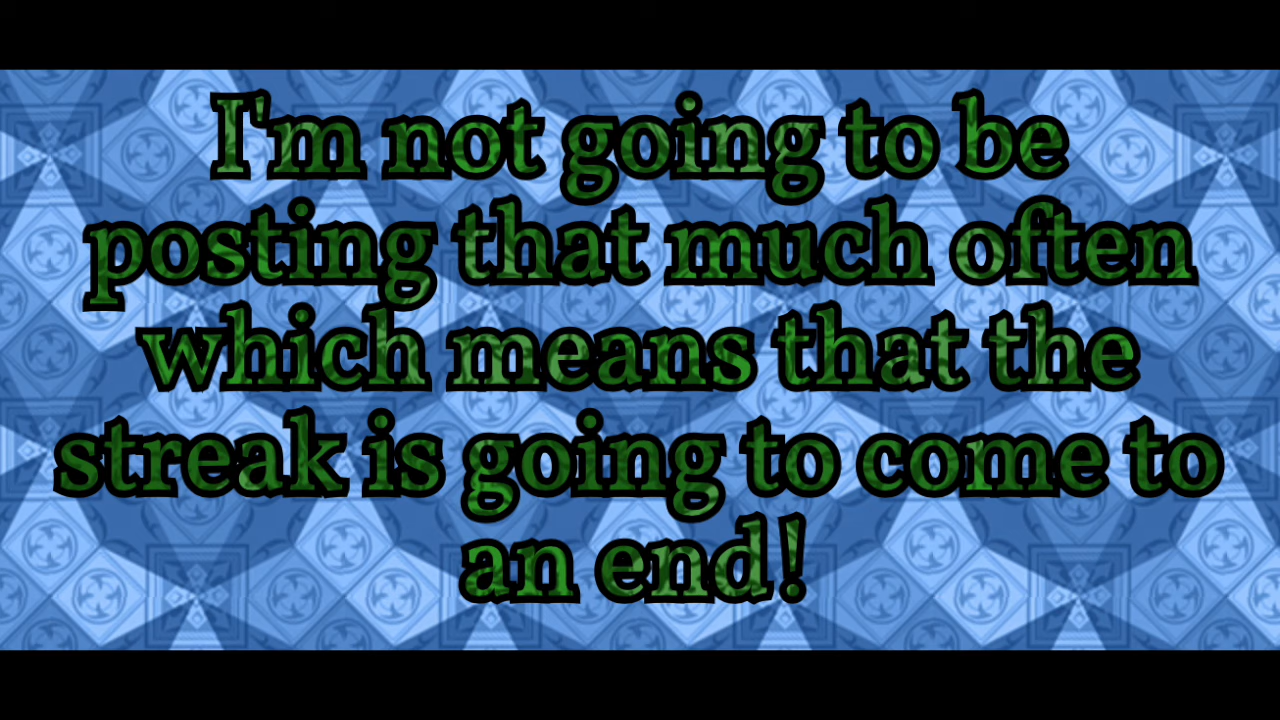 I'm not going to be
posting that much often
which means that the
streak is going to come to
an end!